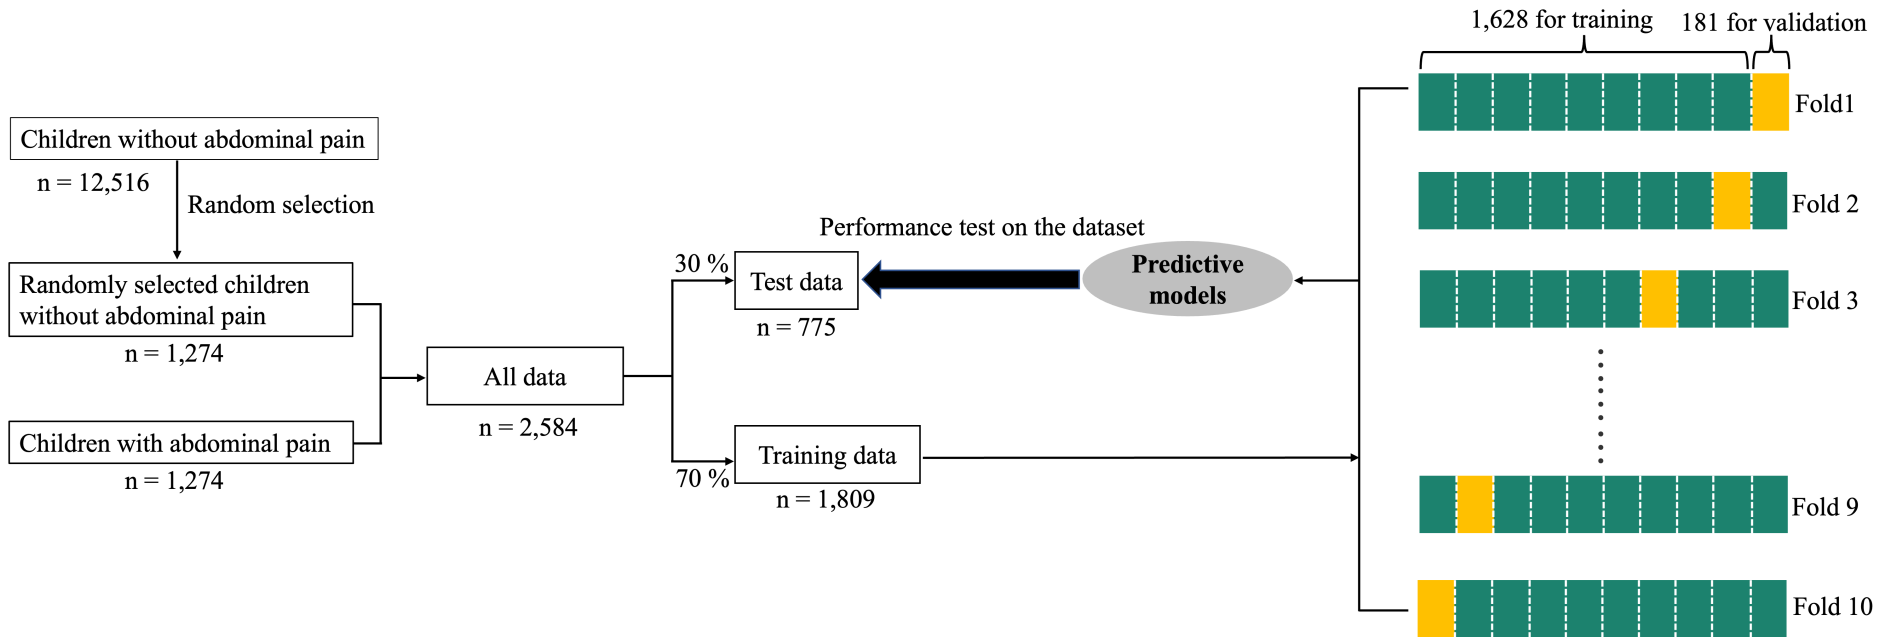 Children without abdominal pain
n = 12,516
Random selection
Randomly selected children
without abdominal pain
n = 1,274
Children with abdominal pain
n = 1,274
All data
n = 2,584
30 %
Test data
n = 775
70 %
Training data
n = 1,809
Performance test on the dataset
Predictive
models
1,628 for training
181 for validation
Fold1
Fold 2
Fold 3
Fold 9
Fold 10